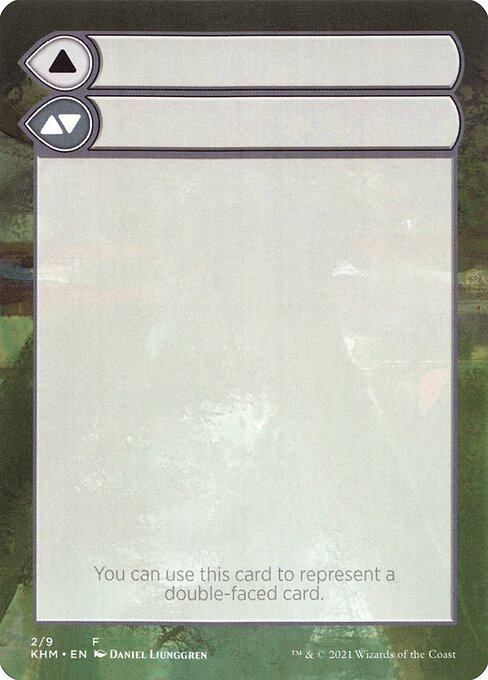 You can use this card to represent a
double-faced card.
2/9 F
KHM • EN Daniel Ljunggren ™ & © 2021 Wizards of the Coast